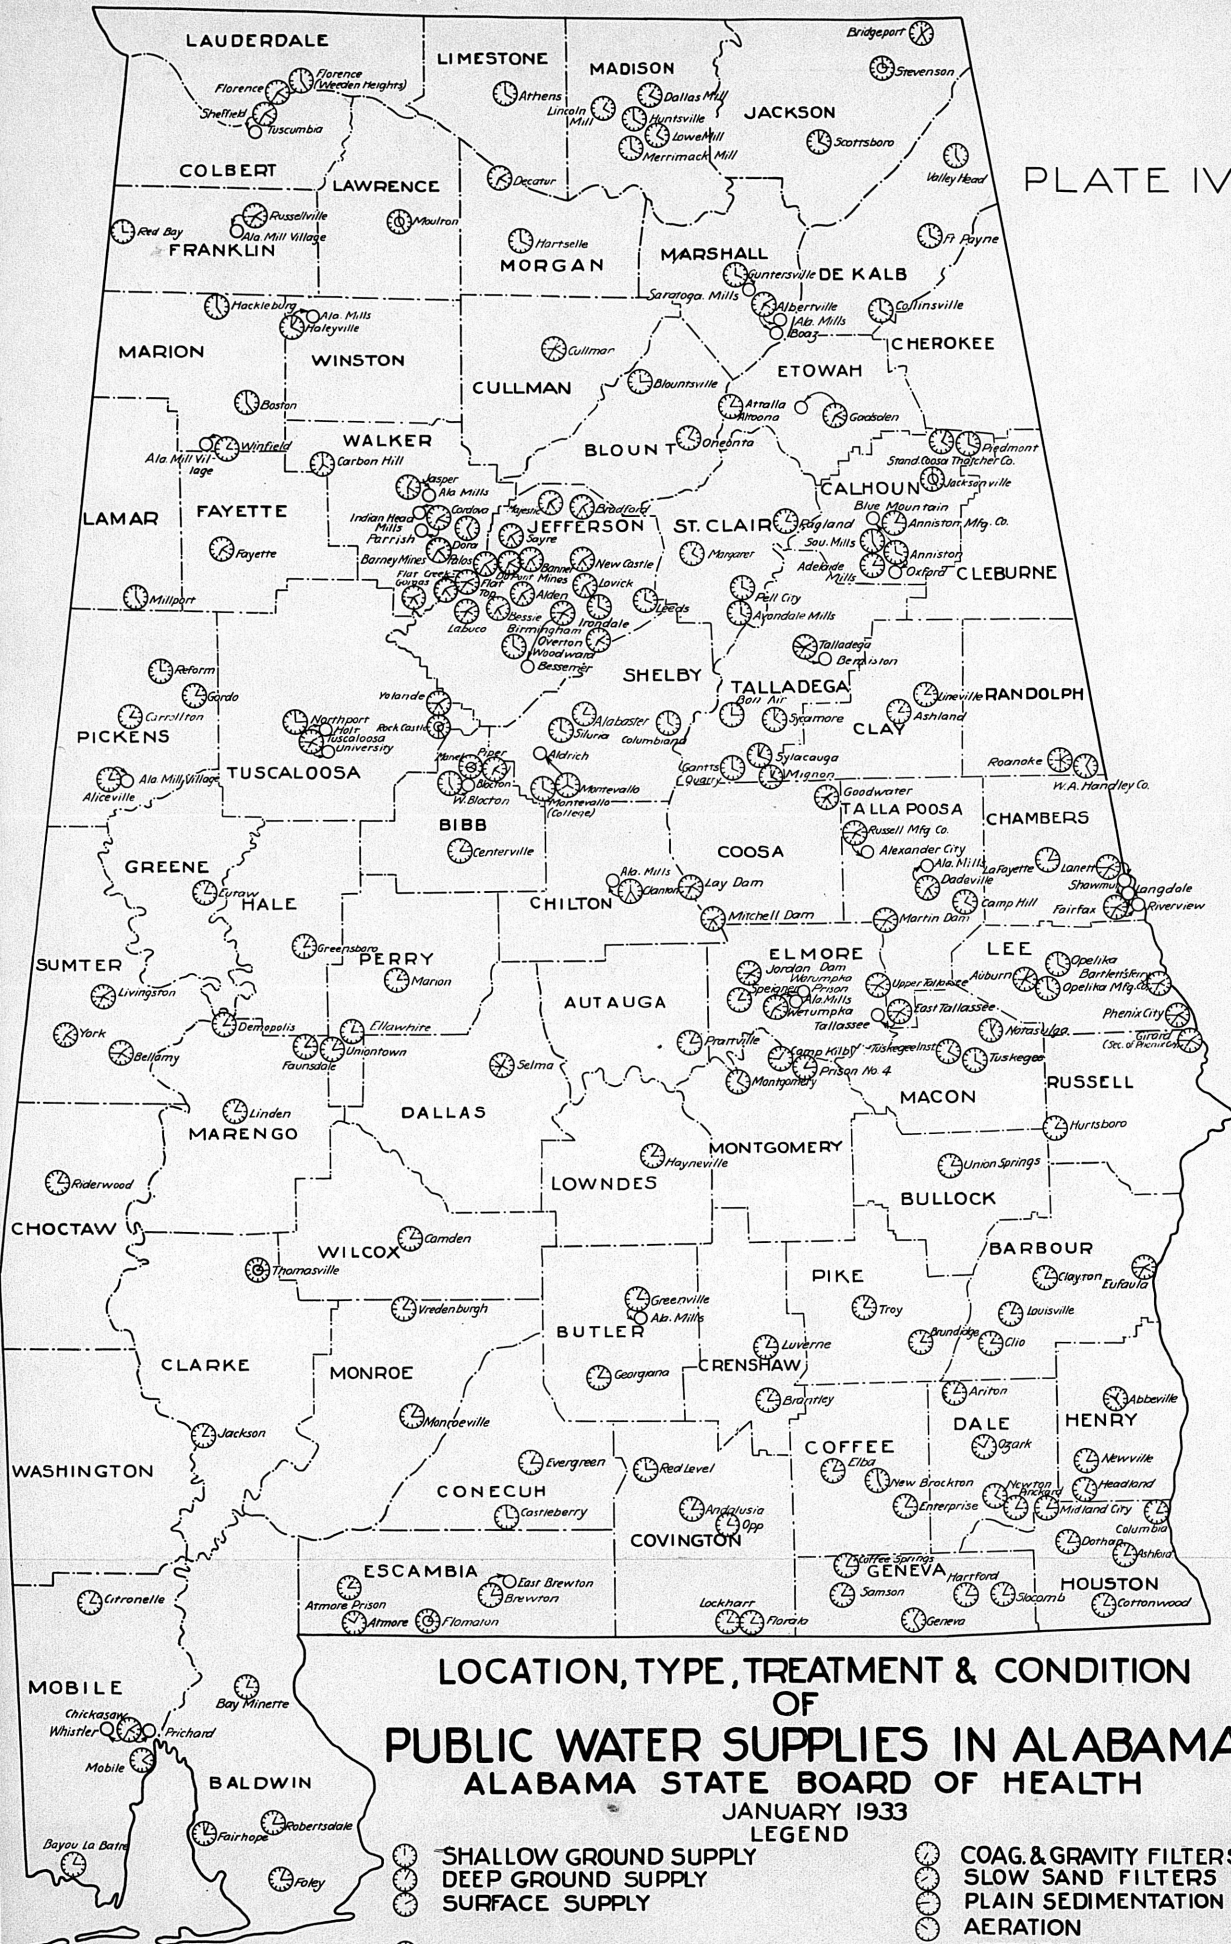 PLATE IV
LAUDERDALE
LIMESTONE
MADISON
JACKSON
Bridgeport
Stevenson
Florence
Florence
(Weeden Heights)
Sheffield
Tuscumbia
Athens
Lincoln
Mill
Dallas Mill
Huntsville
Lowe Mill
Merrimack Mill
Scottsboro
Valley Head
COLBERT
LAWRENCE
Decatur
Red Bay
Russellville
Ala. Mill Village
FRANKLIN
Moulton
Hartselle
MORGAN
MARSHALL
Guntersville
DE KALB
Ft Payne
Saratoga. Mills
Albertville
Ala. Mills
Boaz
Collinsville
Hackleburg
Ala. Mills
Haleyville
MARION
WINSTON
Cullman
CULLMAN
CHEROKEE
ETOWAH
Blountsville
Attalla
Altoona
Gadsden
Boston
Ala. Mill Vil-
lage
Winfield
WALKER
Carbon Hill
BLOUNT
Oneonta
Piedmont
Stand. Coosa Thatcher Co.
Jacksonville
CALHOUN
Jasper
Ala Mills
LAMAR
FAYETTE
Indian Head
Mills
Cordova
Parrish
Majestic
Bradford
JEFFERSON
Sayre
ST. CLAIR
Ragland
Blue Mountain
Anniston Mfg. Co.
Sou. Mills
Anniston
Adelaide
Mills
Oxford
CLEBURNE
Fayette
Dora
Barney Mines
Palos
Banner
DuPont Mines
New Castle
Margaret
Flat Creek
Gorgas
Flat
Top
Alden
Lovick
Pell City
Avondale Mills
Millport
Labuco
Bessie
Irondale
Leeds
Birmingham
Overton
Woodward
Bessemer
Talladega
Bemiston
Reform
Gordo
Carrollton
PICKENS
SHELBY
TALLADEGA
Bon Air
Sycamore
Lineville
RANDOLPH
Ashland
CLAY
Yolande
Rock Castle
Northport
Holt
Tuscaloosa
University
Alabaster
Siluria
Columbiana
TUSCALOOSA
Ala. Mill Village
Aliceville
Piper
Blocton
W. Blocton
Aldrich
Montevallo
Montevallo
(College)
Gantts
Quarry
Sylacauga
Mignon
Roanoke
W.A. Handley Co.
Goodwater
TALLAPOOSA
CHAMBERS
BIBB
Centerville
Russell Mfg Co.
Alexander City
COOSA
GREENE
Eutaw
HALE
Ala. Mills
Clanton
CHILTON
Lay Dam
Ala. Mills
Dadeville
LaFayette
Lanett
Shawmut
Langdale
Fairfax
Riverview
Camp Hill
Mitchell Dam
Martin Dam
Greensboro
PERRY
Marion
SUMTER
Livingston
ELMORE
Jordan Dam
Wetumpka
Prison
Speigner
Ala. Mills
Wetumpka
LEE
Opelika
Auburn
Bartletts Ferry
Opelika Mfg. Co.
AUTAUGA
Upper Tallassee
East Tallassee
Tallassee
York
Demopolis
Ellawhite
Faunsdale
Uniontown
Bellamy
Selma
Prattville
Camp Kilby
Prison No. 4
Montgomery
Tuskegee Inst
Tuskegee
Notasulga
Phenix City
Girard
(Sec. of Phenix City)
RUSSELL
MACON
Linden
MARENGO
DALLAS
Hurtsboro
MONTGOMERY
Hayneville
LOWNDES
Union Springs
BULLOCK
Riderwood
CHOCTAW
WILCOX
Camden
Thomasville
BARBOUR
Clayton
Eufaula
PIKE
Troy
Louisville
Brundidge
Clio
Vredenburgh
Greenville
Ala. Mills
BUTLER
Luverne
CRENSHAW
CLARKE
MONROE
Georgiana
Brantley
Ariton
Abbeville
DALE
HENRY
Monroeville
Jackson
WASHINGTON
CONECUH
Evergreen
Castleberry
Red Level
COFFEE
Elba
Ozark
Newville
New Brockton
Newton
Pinckard
Headland
Enterprise
Midland City
Columbia
Andalusia
Opp
COVINGTON
Dothan
Ashford
Coffee Springs
GENEVA
Hartford
Samson
Slocomb
HOUSTON
Cottonwood
ESCAMBIA
East Brewton
Brewton
Atmore Prison
Atmore
Flomaton
Lockhart
Florala
Geneva
Citronelle
MOBILE
Chickasaw
Whistler
Prichard
Mobile
Bay Minette
BALDWIN
Fairhope
Robertsdale
Bayou La Batre
Foley
LOCATION, TYPE, TREATMENT & CONDITION
OF
PUBLIC WATER SUPPLIES IN ALABAMA
ALABAMA STATE BOARD OF HEALTH
JANUARY 1933
LEGEND
SHALLOW GROUND SUPPLY
DEEP GROUND SUPPLY
SURFACE SUPPLY
COAG. & GRAVITY FILTERS
SLOW SAND FILTERS
PLAIN SEDIMENTATION
AERATION